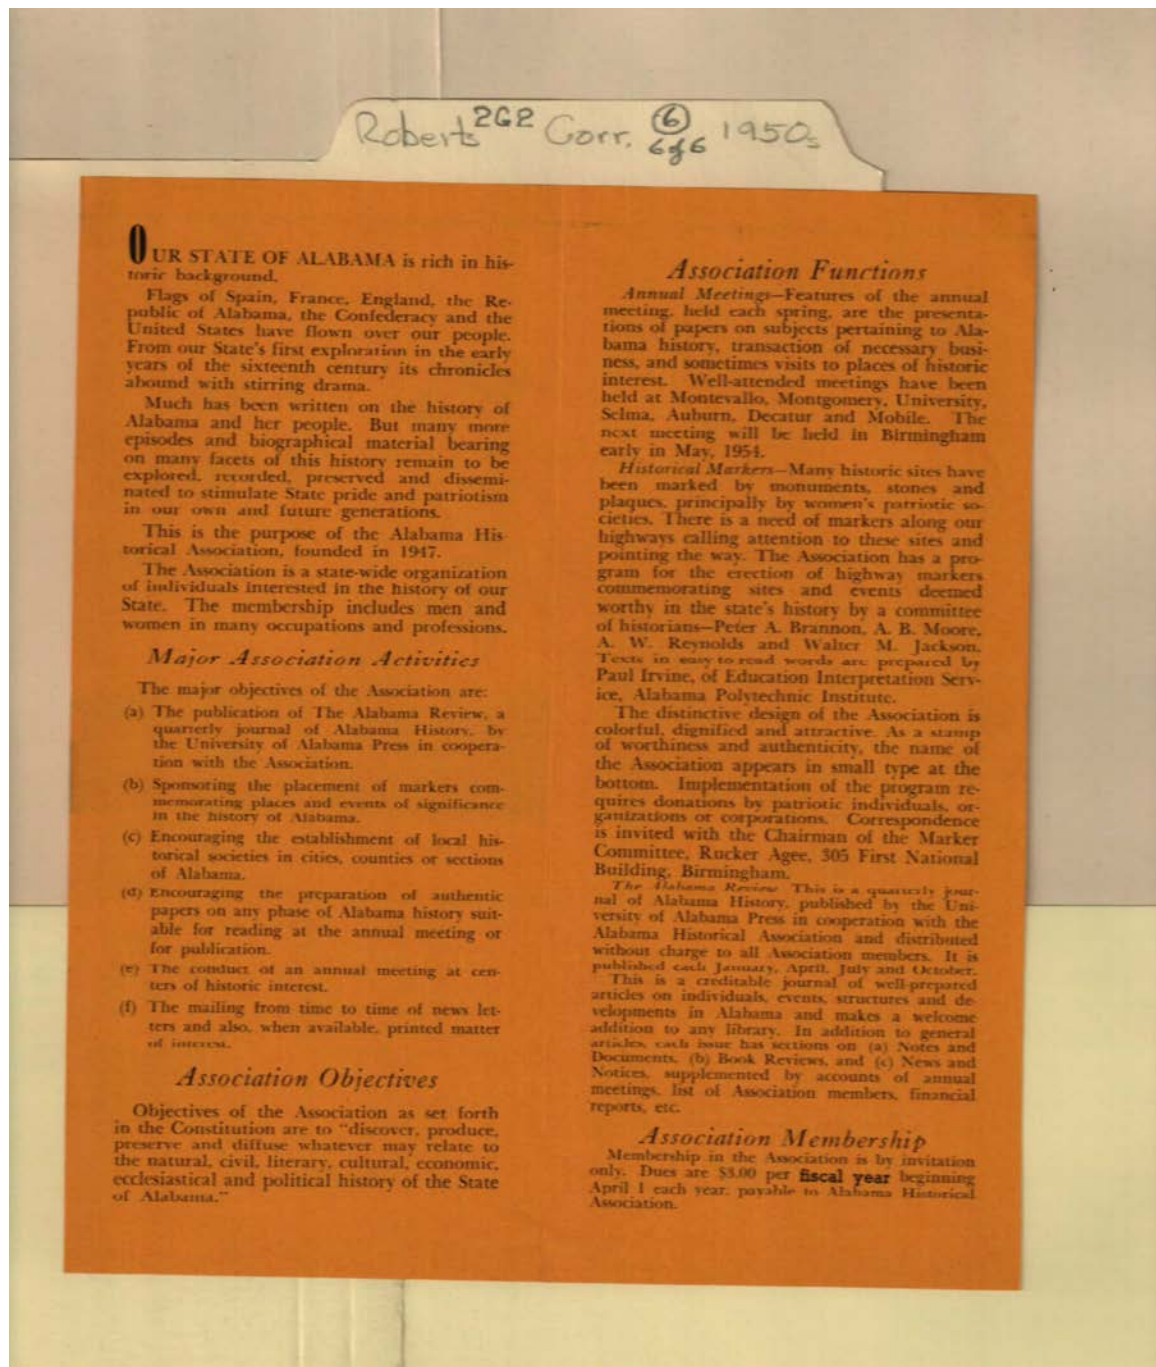 Roberts 2G2 Corr. 6 1950s
6 of 6
OUR STATE OF ALABAMA is rich in his-
toric background.
Flags of Spain, France, England, the Re-
public of Alabama, the Confederacy and the
United States have flown over our people.
From our State's first exploration in the early
years of the sixteenth century its chronicles
abound with stirring drama.
Much has been written on the history of
Alabama and her people. But many more
episodes and biographical material bearing
on many facets of this history remain to be
explored, recorded, preserved and dissemi-
nated to stimulate State pride and patriotism
in our own and future generations.
This is the purpose of the Alabama His-
torical Association, founded in 1947.
The Association is a state-wide organization
of individuals interested in the history of our
State. The membership includes men and
women in many occupations and professions.
Major Association Activities
The major objectives of the Association are:
(a) The publication of The Alabama Review, a
quarterly journal of Alabama History, by
the University of Alabama Press in coopera-
tion with the Association.
(b) Sponsoring the placement of markers com-
memorating places and events of significance
in the history of Alabama.
(c) Encouraging the establishment of local his-
torical societies in cities, counties or sections
of Alabama.
(d) Encouraging the preparation of authentic
papers on any phase of Alabama history suit-
able for reading at the annual meeting or
for publication.
(e) The conduct of an annual meeting at cen-
ters of historic interest.
(f) The mailing from time to time of news let-
ters and also, when available, printed matter
of interest.
Association Objectives
Objectives of the Association as set forth
in the Constitution are to "discover, produce,
preserve and diffuse whatever may relate to
the natural, civil, literary, cultural, economic,
ecclesiastical and political history of the State
of Alabama."
Association Functions
Annual Meetings—Features of the annual
meeting, held each spring, are the presenta-
tions of papers on subjects pertaining to Ala-
bama history, transaction of necessary busi-
ness, and sometimes visits to places of historic
interest. Well-attended meetings have been
held at Montevallo, Montgomery, University,
Selma, Auburn, Decatur and Mobile. The
next meeting will be held in Birmingham
early in May, 1954.
Historical Markers—Many historic sites have
been marked by monuments, stones and
plaques, principally by women's patriotic so-
cieties. There is a need of markers along our
highways calling attention to these sites and
pointing the way. The Association has a pro-
gram for the erection of highway markers
commemorating sites and events deemed
worthy in the state's history by a committee
of historians—Peter A. Brannon, A. B. Moore,
A. W. Reynolds and Walter M. Jackson.
Texts in easy to read words are prepared by
Paul Irvine, of Education Interpretation Serv-
ice, Alabama Polytechnic Institute.
The distinctive design of the Association is
colorful, dignified and attractive. As a stamp
of worthiness and authenticity, the name of
the Association appears in small type at the
bottom. Implementation of the program re-
quires donations by patriotic individuals, or-
ganizations or corporations. Correspondence
is invited with the Chairman of the Marker
Committee, Rucker Agee, 305 First National
Building, Birmingham.
The Alabama Review This is a quarterly jour-
nal of Alabama History, published by the Uni-
versity of Alabama Press in cooperation with the
Alabama Historical Association and distributed
without charge to all Association members. It is
published each January, April, July and October.
This is a creditable journal of well-prepared
articles on individuals, events, structures and de-
velopments in Alabama and makes a welcome
addition to any library. In addition to general
articles, each issue has sections on (a) Notes and
Documents, (b) Book Reviews, and (c) News and
Notices, supplemented by accounts of annual
meetings, list of Association members, financial
reports, etc.
Association Membership
Membership in the Association is by invitation
only. Dues are $3.00 per fiscal year beginning
April 1 each year, payable to Alabama Historical
Association.